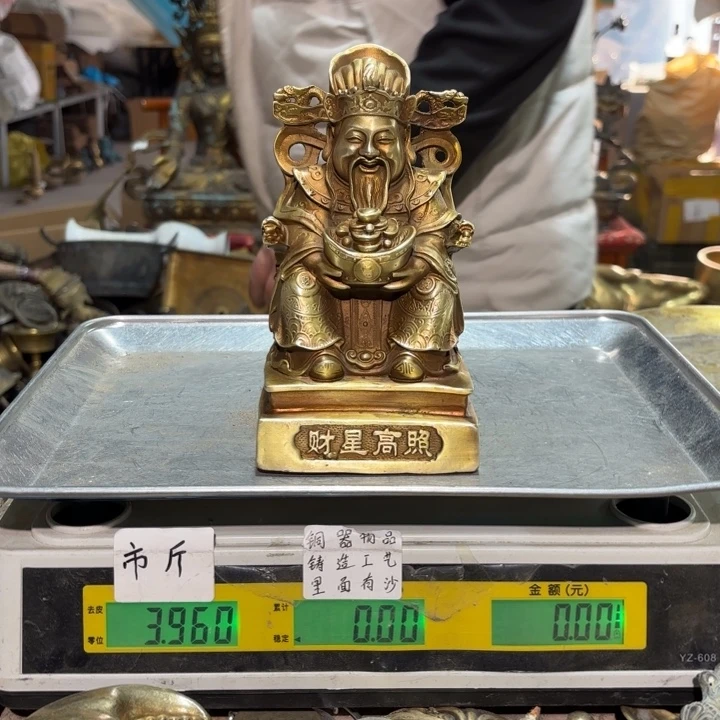 财星高照
市斤
铜器物品
铸造工艺
里面有沙
金额(元)
去皮
零位
3.960
累计
稳定
0.00
0.00
YZ-608